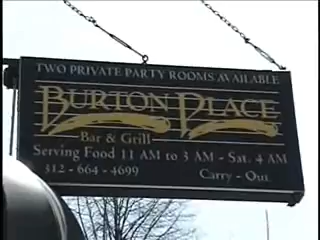 TWO PRIVATE PARTY ROOMS AVAILABLE
BURTON PLACE
Bar & Grill
Serving Food 11 AM to 3 AM - Sat. 4 AM
312 - 664 - 4699 Carry - Out